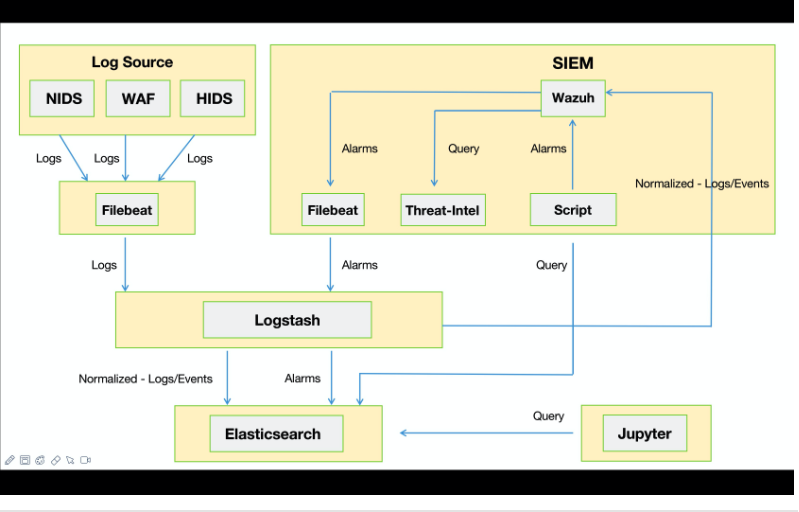 Log Source
SIEM
NIDS
WAF
HIDS
Wazuh
Logs
Logs
Logs
Alarms
Query
Alarms
Normalized - Logs/Events
Filebeat
Filebeat
Threat-Intel
Script
Logs
Alarms
Query
Logstash
Normalized - Logs/Events
Alarms
Elasticsearch
Query
Jupyter